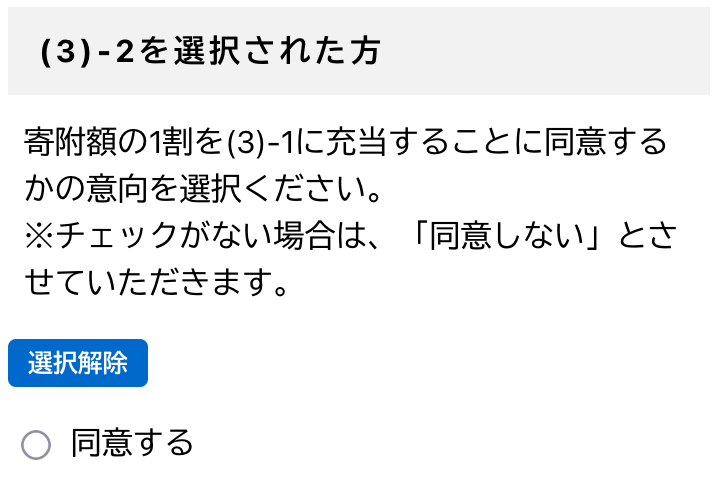 (3)-2を選択された方
寄附額の1割を(3)-1に充当することに同意する
かの意向を選択ください。
※チェックがない場合は、「同意しない」とさ
せていただきます。
選択解除
同意する